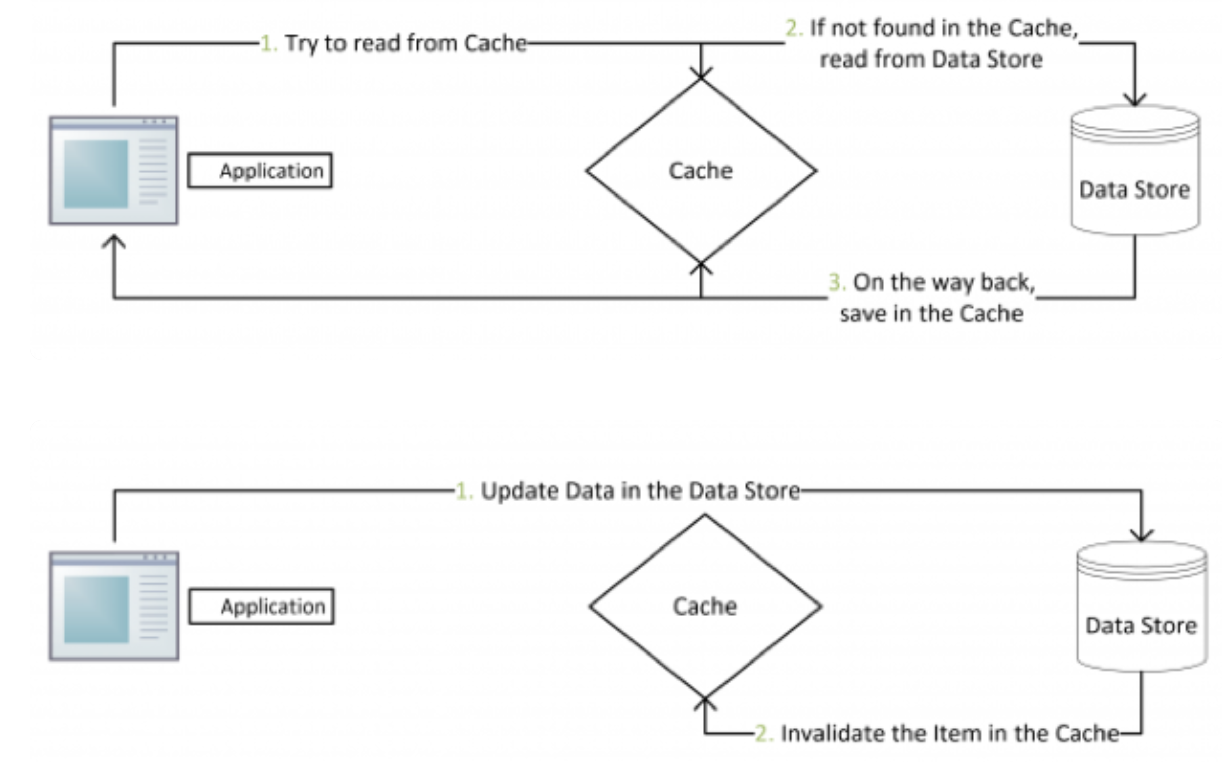 1. Try to read from Cache
2. If not found in the Cache,
read from Data Store
Application
Cache
Data Store
3. On the way back,
save in the Cache
1. Update Data in the Data Store
Application
Cache
Data Store
2. Invalidate the Item in the Cache